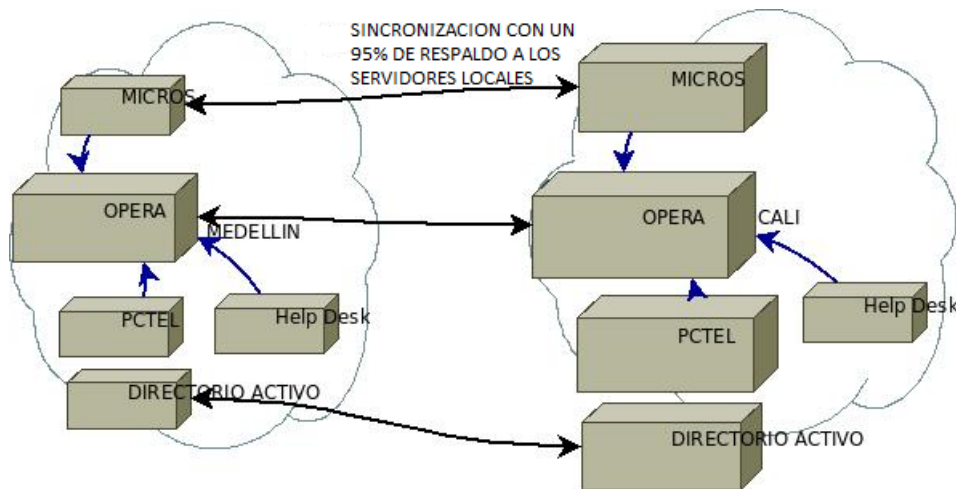 SINCRONIZACION CON UN
95% DE RESPALDO A LOS
SERVIDORES LOCALES
MICROS
OPERA
MEDELLIN
PCTEL
Help Desk
DIRECTORIO ACTIVO
MICROS
OPERA
CALI
PCTEL
Help Desk
DIRECTORIO ACTIVO